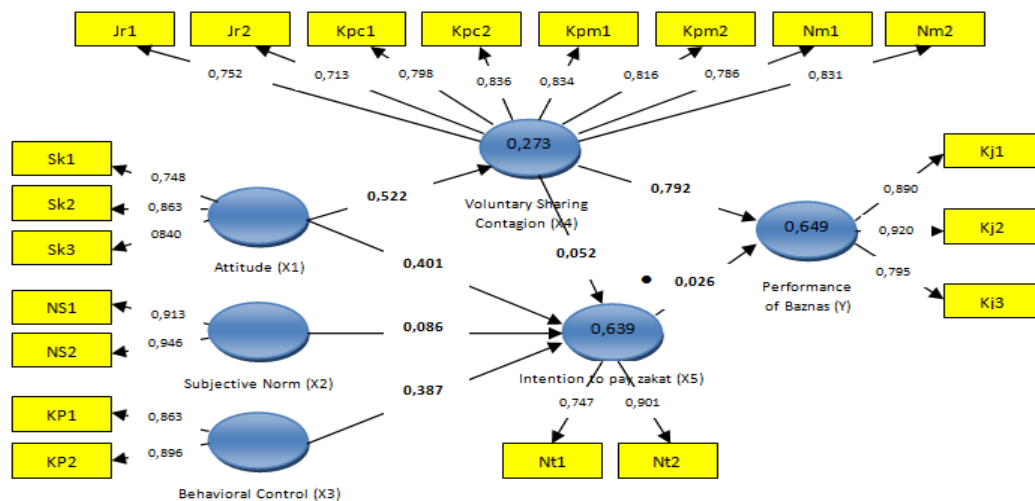 Jr1 Jr2 Kpc1 Kpc2 Kpm1 Kpm2 Nm1 Nm2
0,752 0,713 0,798 0,836 0,834 0,816 0,786 0,831
Sk1
Sk2
Sk3
0,748
0,863
0840
Attitude (X1)
0,522
0,273
Voluntary Sharing
Contagion (X4)
0,792
Kj1
Kj2
Kj3
0,890
0,920
0,795
0,649
Performance
of Baznas (Y)
0,401
0,052
0,026
NS1
NS2
0,913
0,946
Subjective Norm (X2)
0,086
0,639
Intention to pay zakat (X5)
0,387
KP1
KP2
0,863
0,896
Behavioral Control (X3)
0,747 0,901
Nt1 Nt2